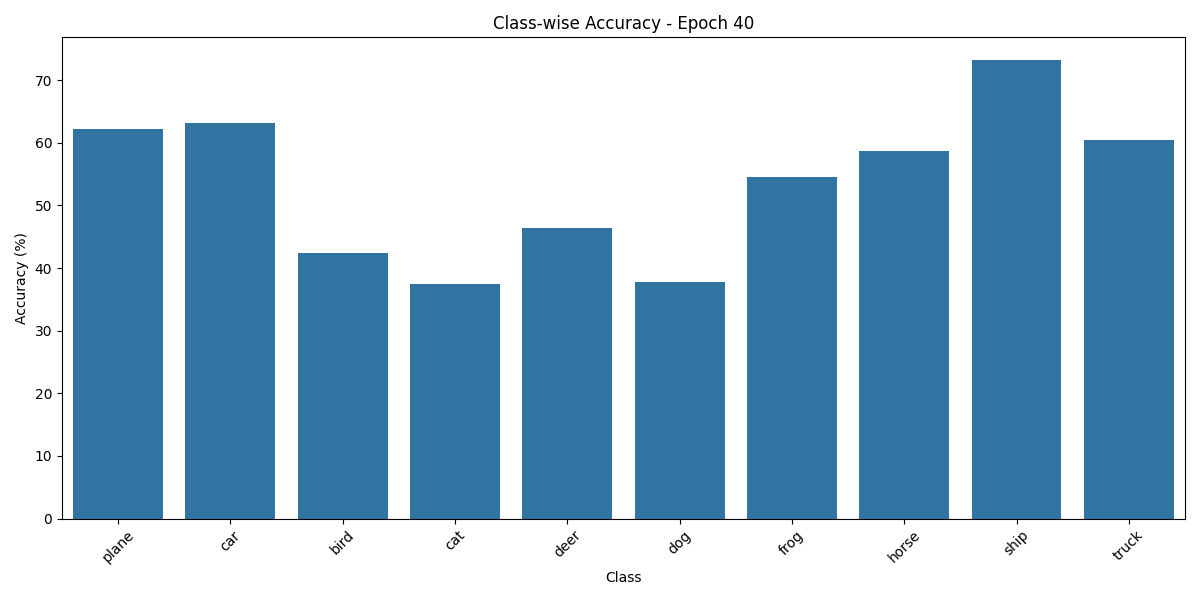 Class-wise Accuracy - Epoch 40
Accuracy (%)
70
60
50
40
30
20
10
0
plane
car
bird
cat
deer
dog
frog
horse
ship
truck
Class